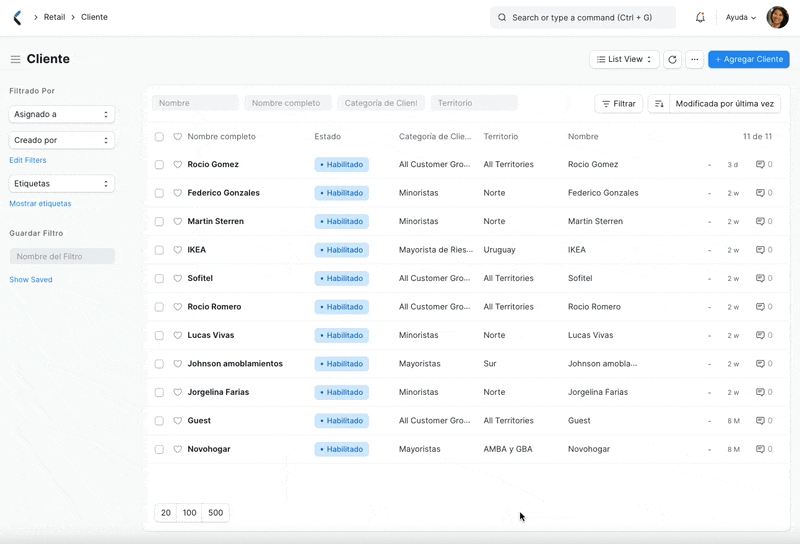 Retail > Cliente
Search or type a command (Ctrl + G)
Ayuda
Cliente
List View
+ Agregar Cliente
Filtrado Por
Asignado a
Creado por
Edit Filters
Etiquetas
Mostrar etiquetas
Guardar Filtro
Nombre del Filtro
Show Saved
Nombre
Nombre completo
Categoría de Client
Territorio
Filtrar
Modificada por última vez
Nombre completo Estado Categoría de Clie... Territorio Nombre 11 de 11
Rocio Gomez Habilitado All Customer Gro... All Territories Rocio Gomez - 3 d 0
Federico Gonzales Habilitado Minoristas Norte Federico Gonzales - 2 w 0
Martin Sterren Habilitado Minoristas Norte Martin Sterren - 2 w 0
IKEA Habilitado Mayorista de Ries... Uruguay IKEA - 2 w 0
Sofitel Habilitado All Customer Gro... All Territories Sofitel - 2 w 0
Rocio Romero Habilitado All Customer Gro... All Territories Rocio Romero - 2 w 0
Lucas Vivas Habilitado Minoristas Norte Lucas Vivas - 2 w 0
Johnson amoblamientos Habilitado Mayoristas Sur Johnson amobla... - 2 w 0
Jorgelina Farias Habilitado Minoristas Norte Jorgelina Farias - 2 w 0
Guest Habilitado All Customer Gro... All Territories Guest - 8 M 0
Novohogar Habilitado Mayoristas AMBA y GBA Novohogar - 8 M 0
20 100 500